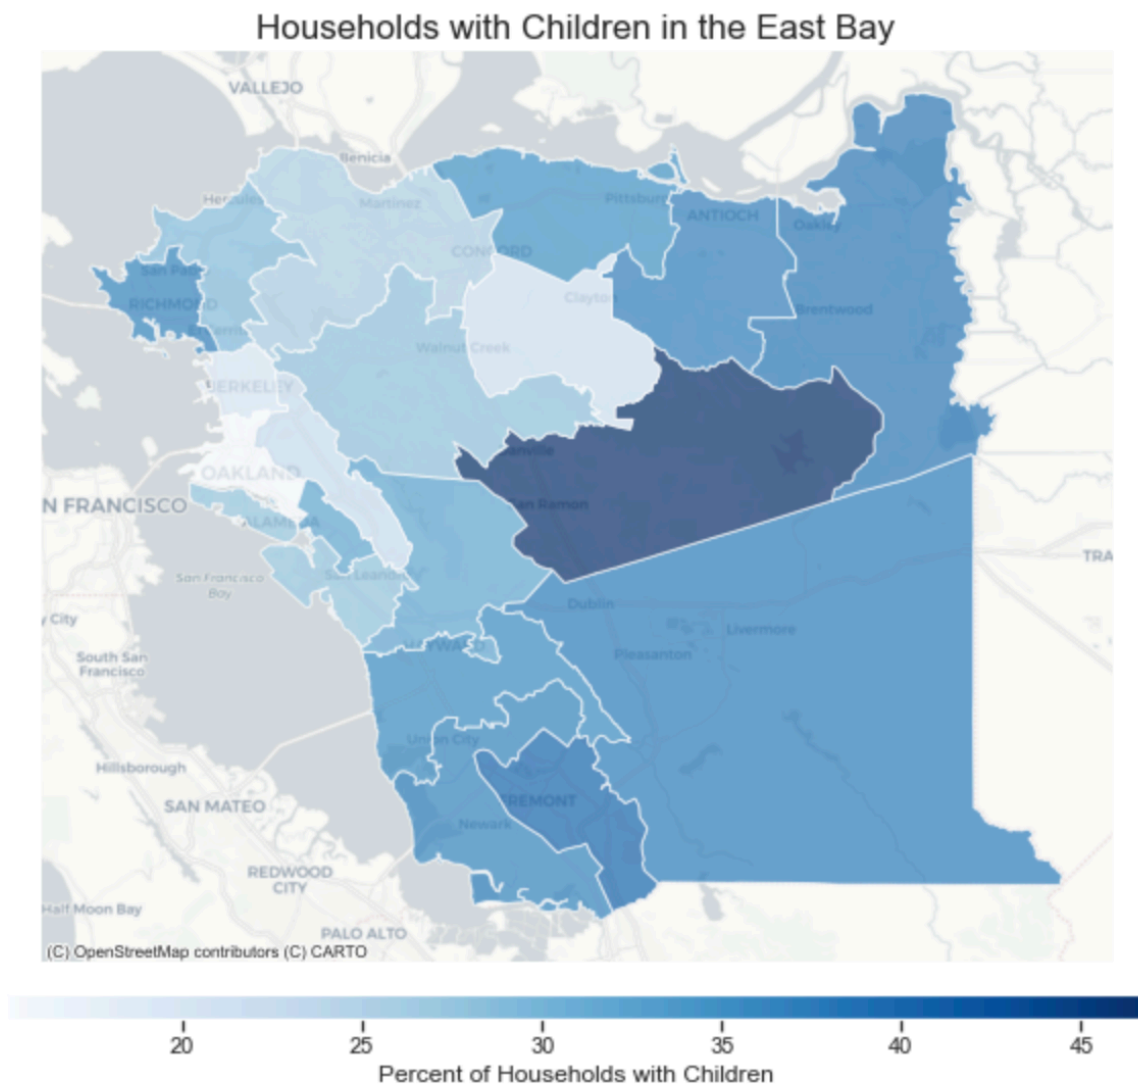 Households with Children in the East Bay
VALLEJO
Benicia
Hercules
Martinez
Pittsburg
ANTIOCH
Oakley
CONCORD
San Pablo
RICHMOND
Clayton
Brentwood
El Cerrito
Walnut Creek
BERKELEY
Danville
OAKLAND
N FRANCISCO
San Ramon
ALAMEDA
TRA
San Francisco
Bay
San Leandro
Dublin
y City
Livermore
HAYWARD
Pleasanton
South San
Francisco
Union City
Hillsborough
FREMONT
SAN MATEO
Newark
REDWOOD
CITY
Half Moon Bay
PALO ALTO
(C) OpenStreetMap contributors (C) CARTO
20 25 30 35 40 45
Percent of Households with Children